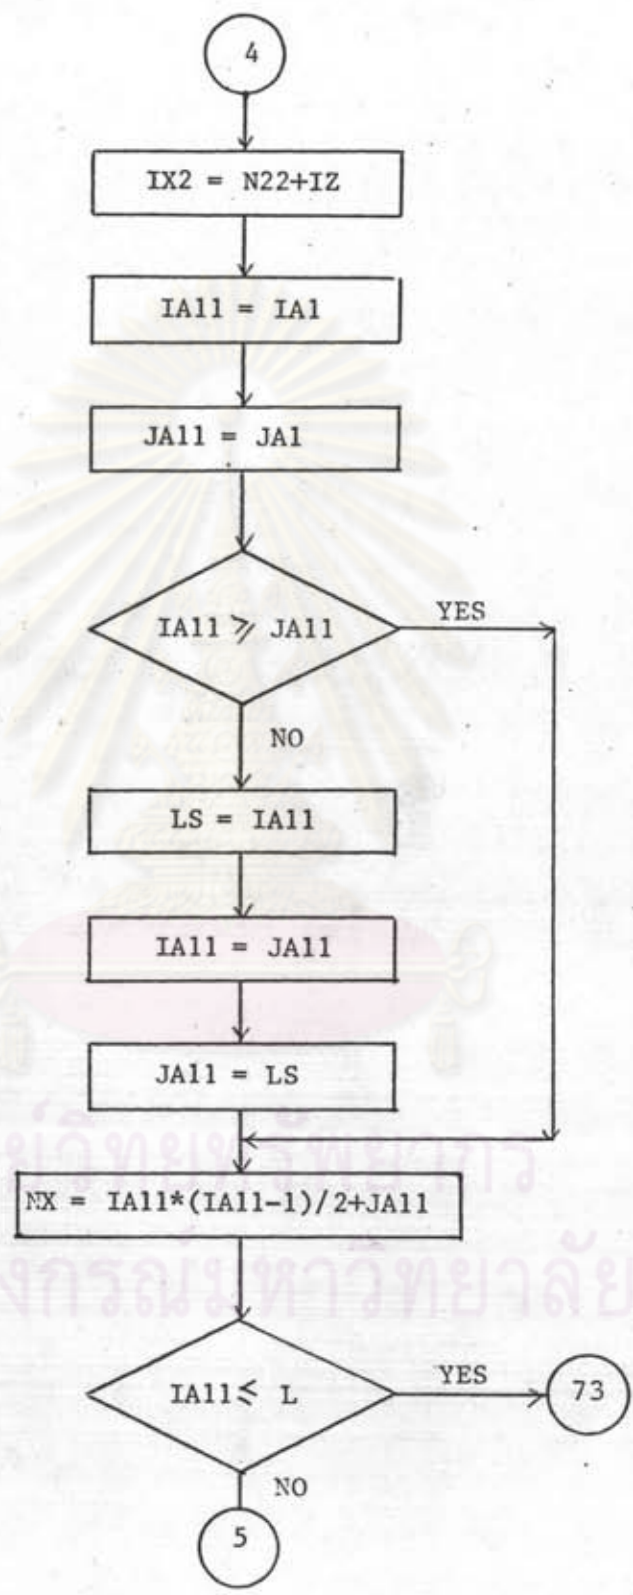 4
IX2 = N22+IZ
IA11 = IA1
JA11 = JA1
IA11 ⩾ JA11
YES
NO
LS = IA11
IA11 = JA11
JA11 = LS
NX = IA11*(IA11-1)/2+JA11
IA11 ⩽ L
YES
73
NO
5